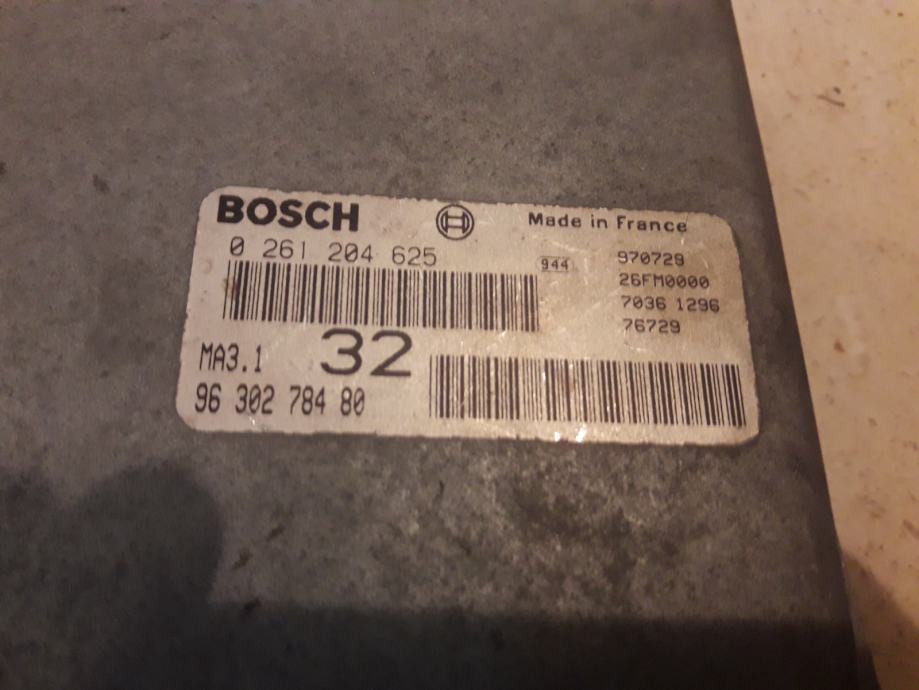 BOSCH
Made in France
0 261 204 625
944
970729
26FM0000
7036 1296
76729
MA3.1
32
96 302 784 80